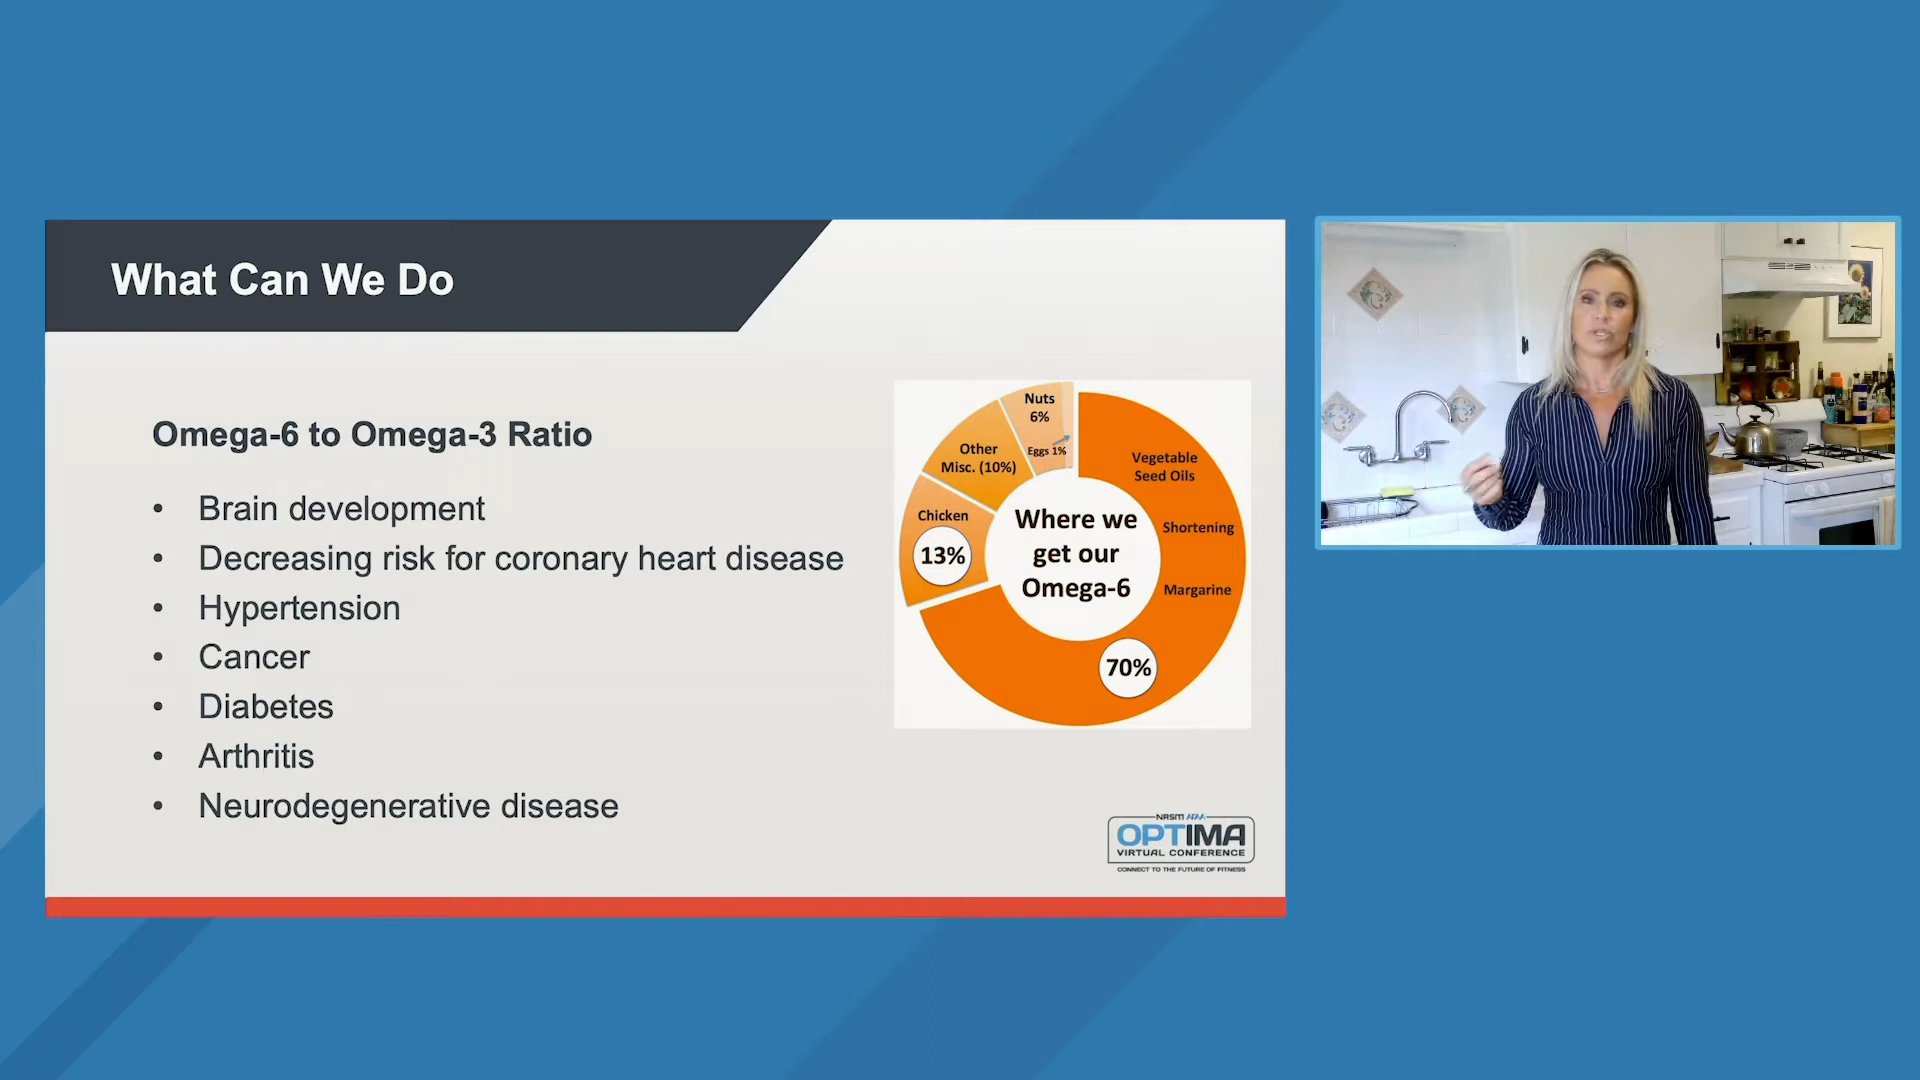 What Can We Do
Omega-6 to Omega-3 Ratio
• Brain development
• Decreasing risk for coronary heart disease
• Hypertension
• Cancer
• Diabetes
• Arthritis
• Neurodegenerative disease
Nuts
6%
Eggs 1%
Other
Misc. (10%)
Chicken
13%
Where we
get our
Omega-6
Vegetable
Seed Oils
Shortening
Margarine
70%
NASM AFAA
OPTIMA
VIRTUAL CONFERENCE
CONNECT TO THE FUTURE OF FITNESS